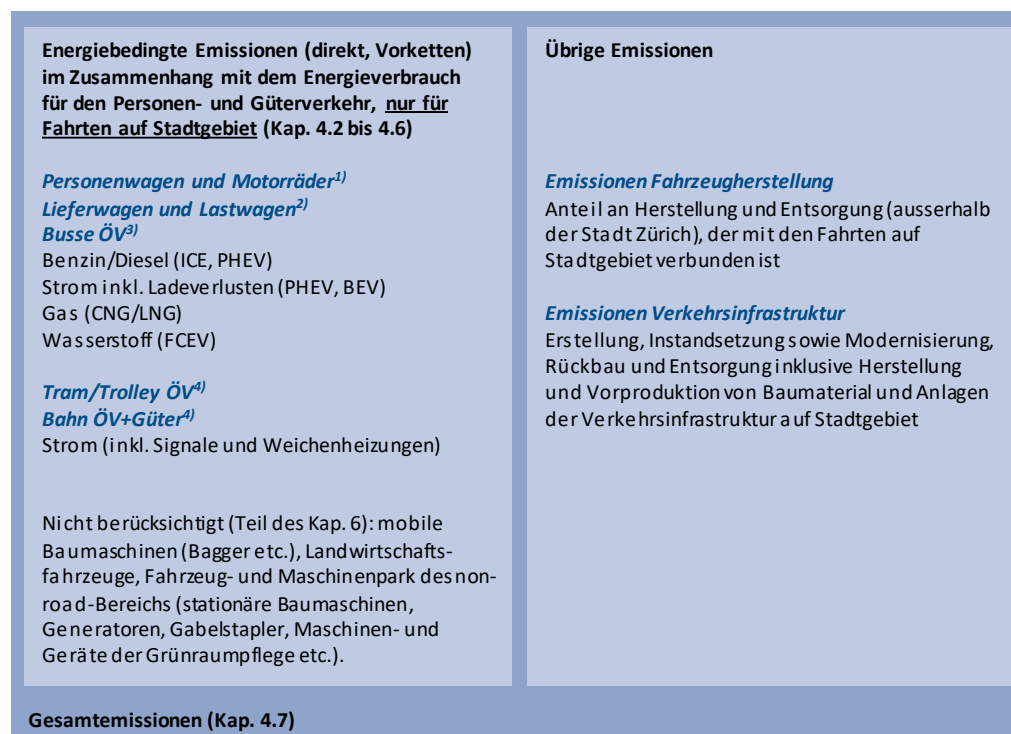 Energiebedingte Emissionen (direkt, Vorketten)
im Zusammenhang mit dem Energieverbrauch
für den Personen- und Güterverkehr, nur für
Fahrten auf Stadtgebiet (Kap. 4.2 bis 4.6)
Personenwagen und Motorräder1)
Lieferwagen und Lastwagen2)
Busse ÖV3)
Benzin/Diesel (ICE, PHEV)
Strom inkl. Ladeverlusten (PHEV, BEV)
Gas (CNG/LNG)
Wasserstoff (FCEV)
Tram/Trolley ÖV4)
Bahn ÖV+Güter4)
Strom (inkl. Signale und Weichenheizungen)
Nicht berücksichtigt (Teil des Kap. 6): mobile
Baumaschinen (Bagger etc.), Landwirtschafts-
fahrzeuge, Fahrzeug- und Maschinenpark des non-
road-Bereichs (stationäre Baumaschinen,
Generatoren, Gabelstapler, Maschinen- und
Geräte der Grünraumpflege etc.).
Übrige Emissionen
Emissionen Fahrzeugherstellung
Anteil an Herstellung und Entsorgung (ausserhalb
der Stadt Zürich), der mit den Fahrten auf
Stadtgebiet verbunden ist
Emissionen Verkehrsinfrastruktur
Erstellung, Instandsetzung sowie Modernisierung,
Rückbau und Entsorgung inklusive Herstellung
und Vorproduktion von Baumaterial und Anlagen
der Verkehrsinfrastruktur auf Stadtgebiet
Gesamtemissionen (Kap. 4.7)